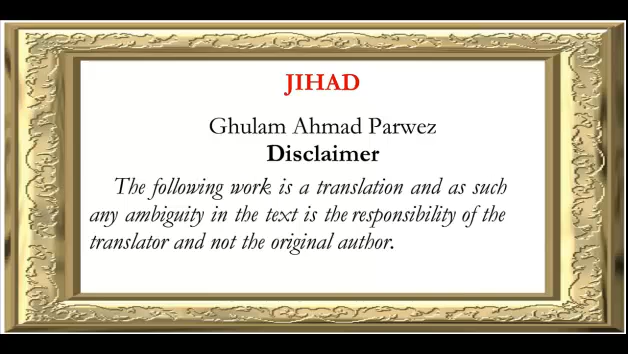 JIHAD
Ghulam Ahmad Parwez
Disclaimer
The following work is a translation and as such
any ambiguity in the text is the responsibility of the
translator and not the original author.